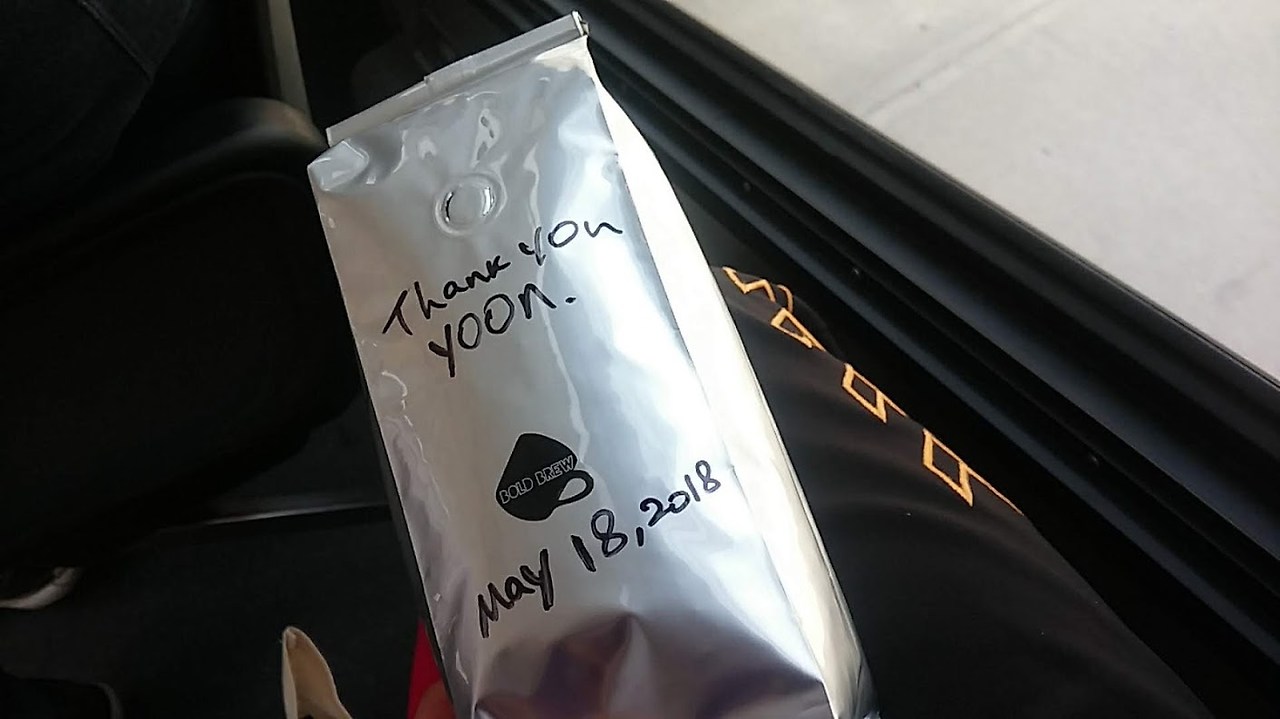 Thank you
yoon.
BOLD BREW
May 18, 2018